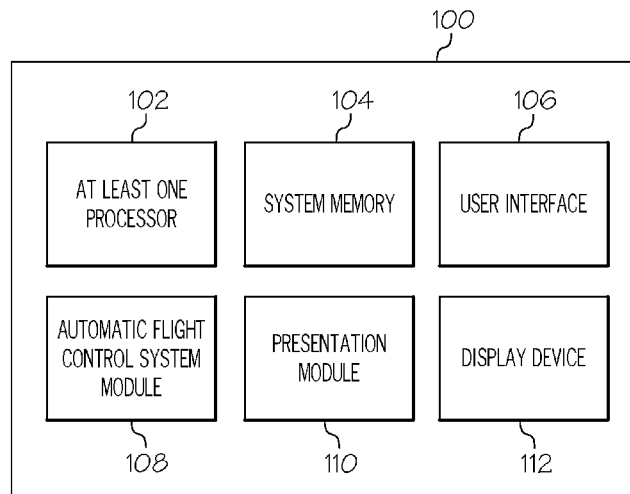 100
102
104
106
AT LEAST ONE
PROCESSOR
SYSTEM MEMORY
USER INTERFACE
AUTOMATIC FLIGHT
CONTROL SYSTEM
MODULE
PRESENTATION
MODULE
DISPLAY DEVICE
108
110
112